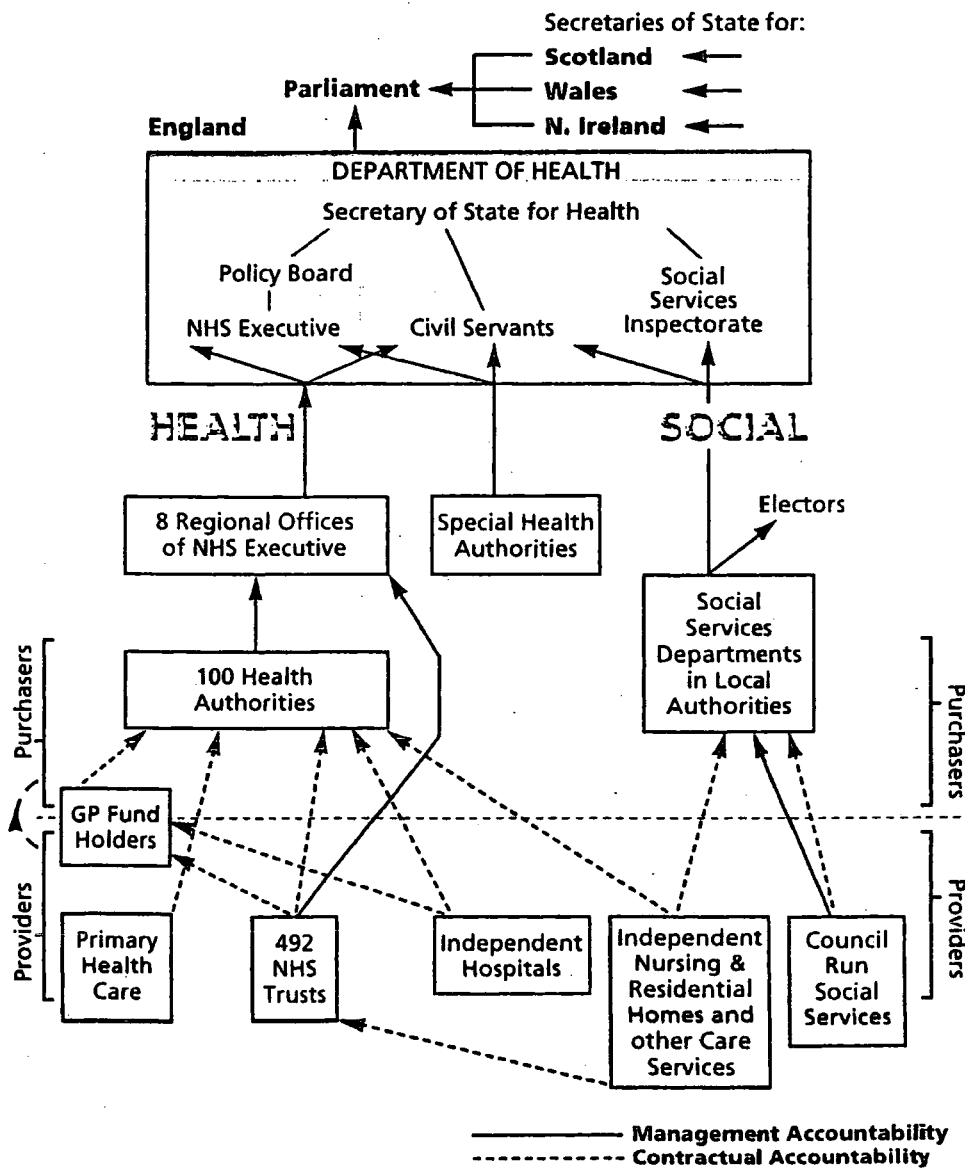 Secretaries of State for:
Scotland
Parliament
Wales
England
N. Ireland
DEPARTMENT OF HEALTH
Secretary of State for Health
Policy Board
Social
Services
Inspectorate
NHS Executive
Civil Servants
HEALTH
SOCIAL
8 Regional Offices
of NHS Executive
Special Health
Authorities
Electors
Social
Services
Departments
in Local
Authorities
100 Health
Authorities
Purchasers
Purchasers
GP Fund
Holders
Providers
Providers
Primary
Health
Care
492
NHS
Trusts
Independent
Hospitals
Independent
Nursing &
Residential
Homes and
other Care
Services
Council
Run
Social
Services
Management Accountability
Contractual Accountability